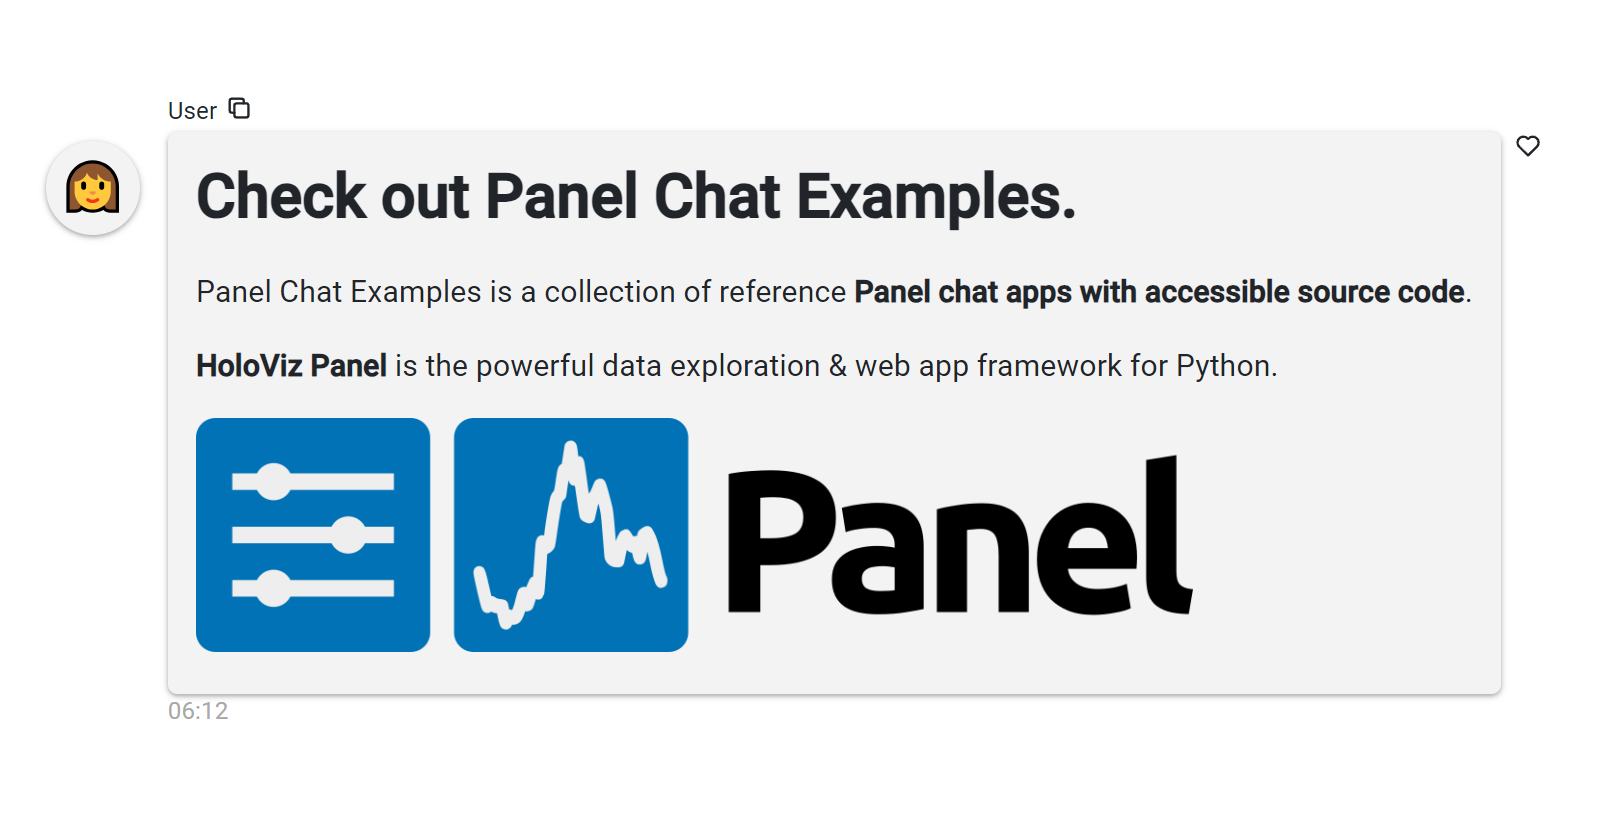 User
Check out Panel Chat Examples.
Panel Chat Examples is a collection of reference Panel chat apps with accessible source code.
HoloViz Panel is the powerful data exploration & web app framework for Python.
Panel
06:12